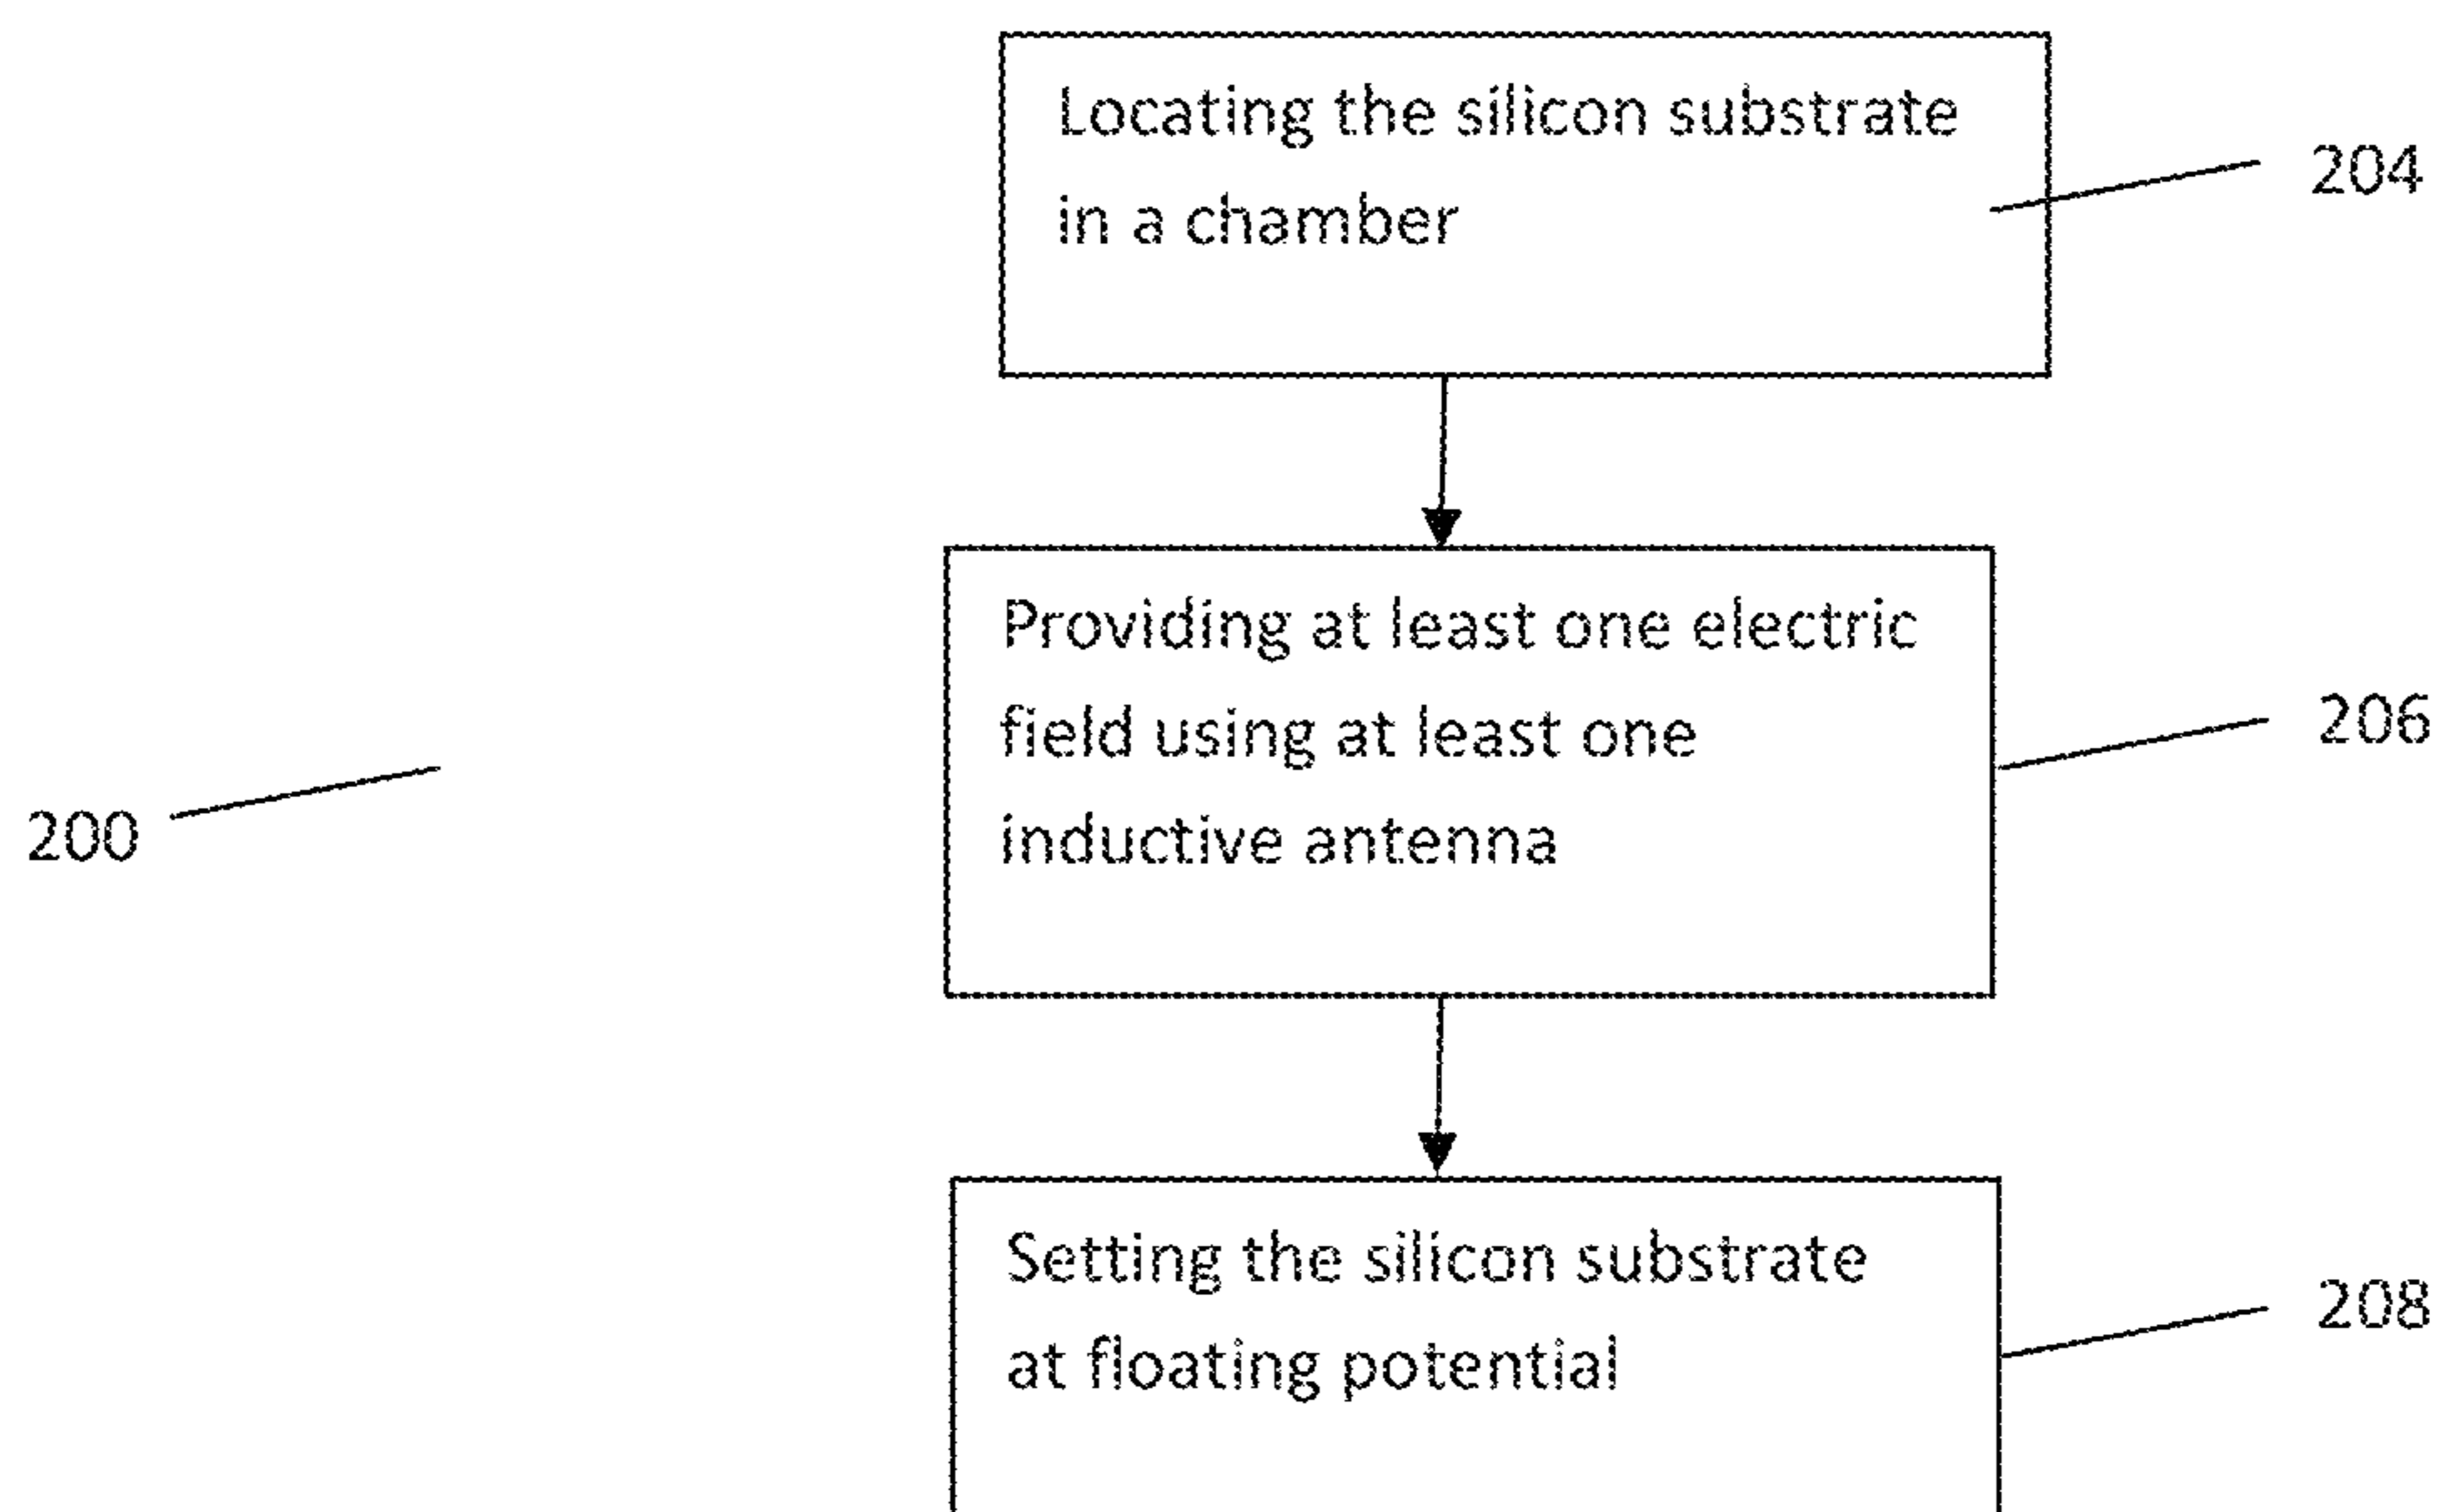 Locating the silicon substrate
in a chamber
204
Providing at least one electric
field using at least one
inductive antenna
206
200
Setting the silicon substrate
at floating potential
208